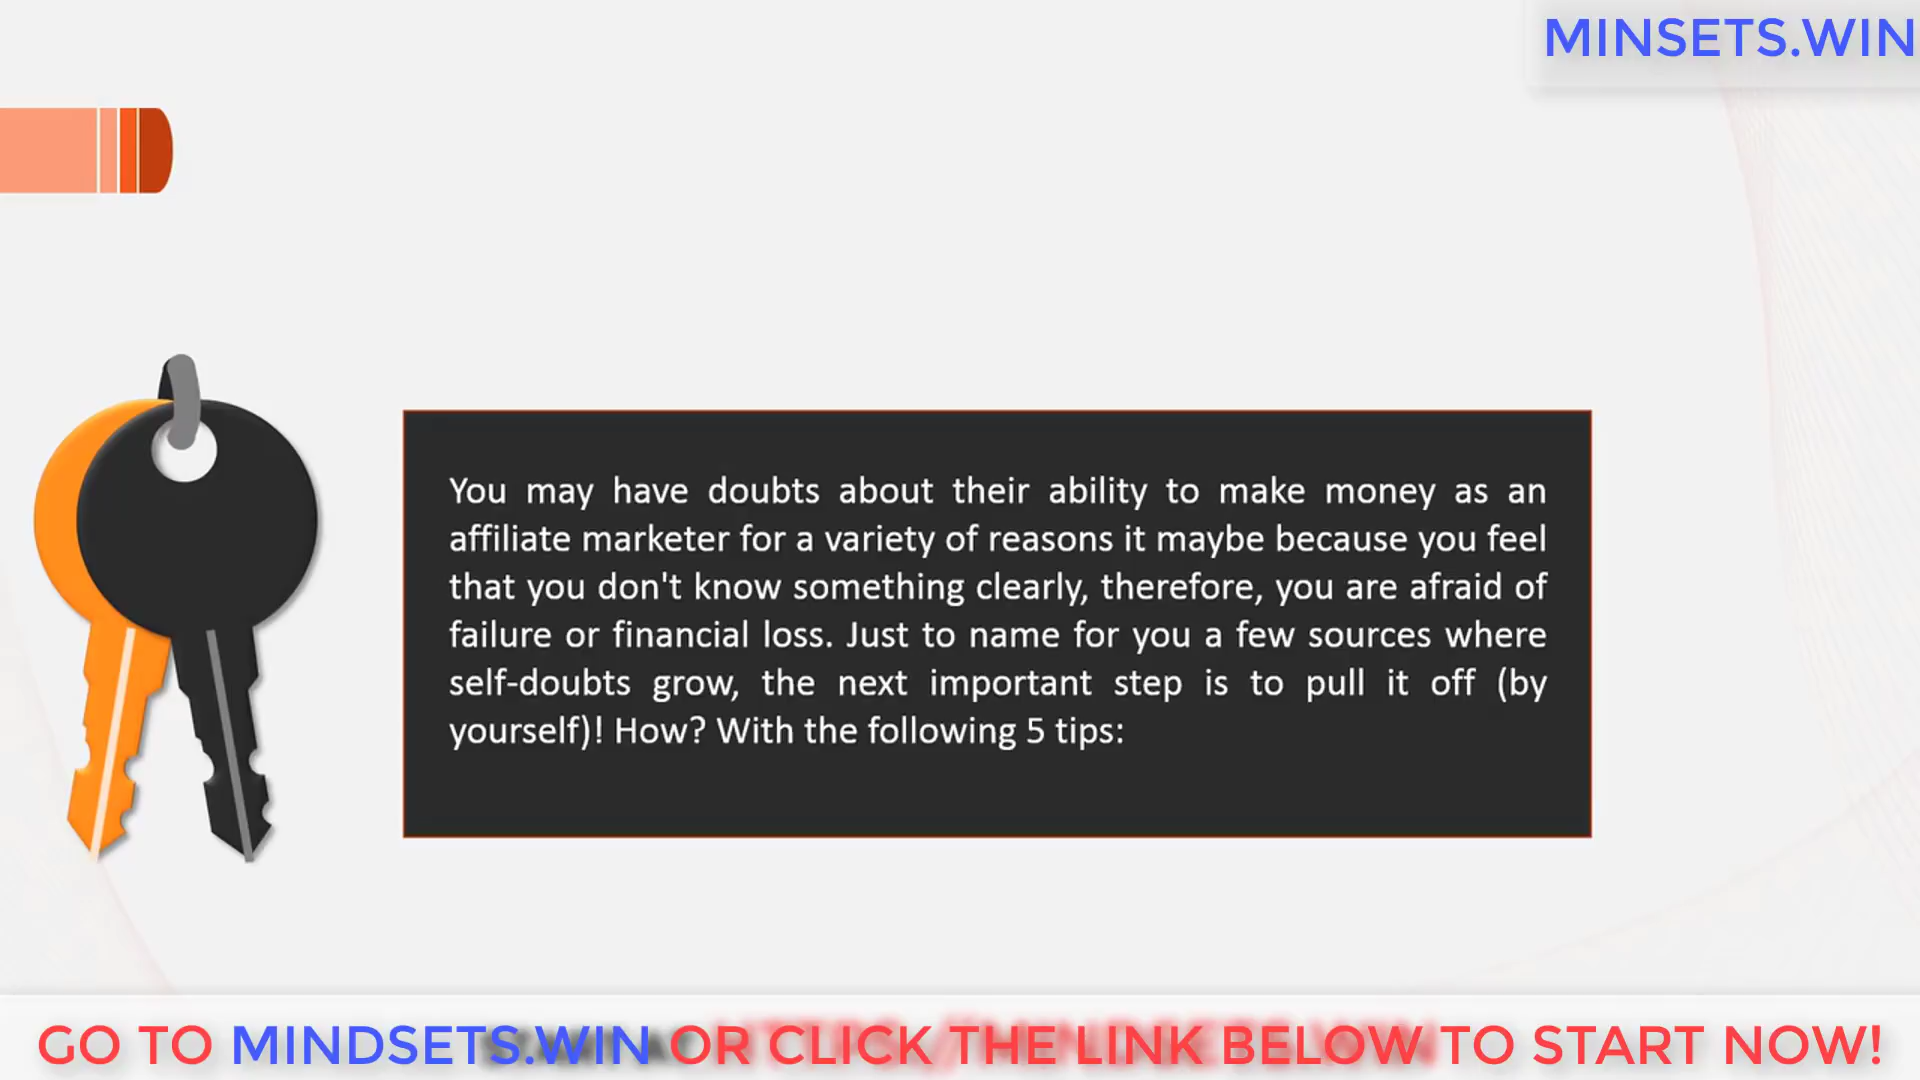 MINSETS.WIN
You may have doubts about their ability to make money as an
affiliate marketer for a variety of reasons it maybe because you feel
that you don't know something clearly, therefore, you are afraid of
failure or financial loss. Just to name for you a few sources where
self-doubts grow, the next important step is to pull it off (by
yourself)! How? With the following 5 tips:
GO TO MINDSETS.WIN OR CLICK THE LINK BELOW TO START NOW!